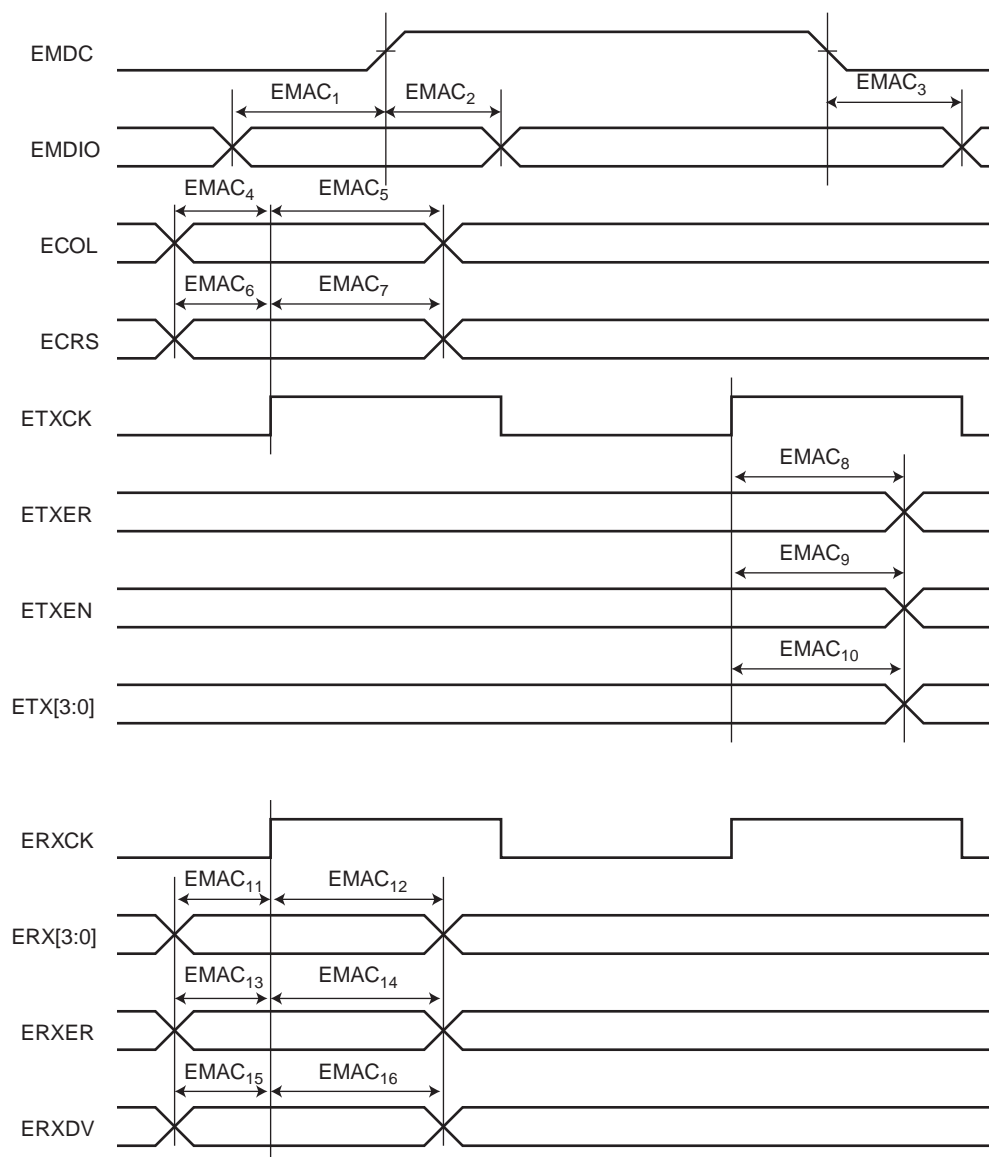 EMDC
EMAC1 EMAC2 EMAC3
EMDIO
EMAC4 EMAC5
ECOL
EMAC6 EMAC7
ECRS
ETXCK
EMAC8
ETXER
EMAC9
ETXEN
EMAC10
ETX[3:0]
ERXCK
EMAC11 EMAC12
ERX[3:0]
EMAC13 EMAC14
ERXER
EMAC15 EMAC16
ERXDV